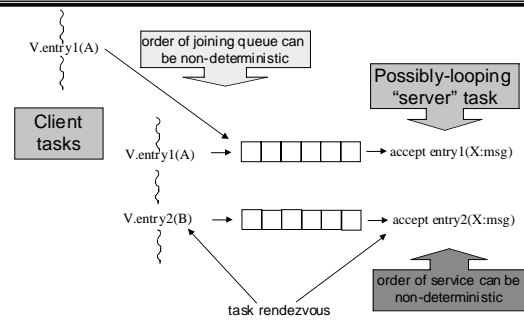 V.entry1(A)
order of joining queue can
be non-deterministic
Possibly-looping
"server" task
Client
tasks
V.entry1(A)
accept entry1(X:msg)
V.entry2(B)
accept entry2(X:msg)
order of service can be
non-deterministic
task rendezvous